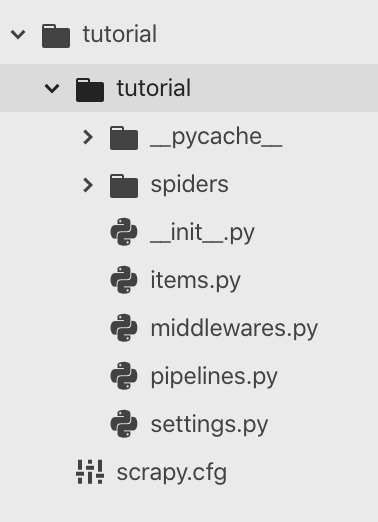 tutorial
tutorial
__pycache__
spiders
__init__.py
items.py
middlewares.py
pipelines.py
settings.py
scrapy.cfg